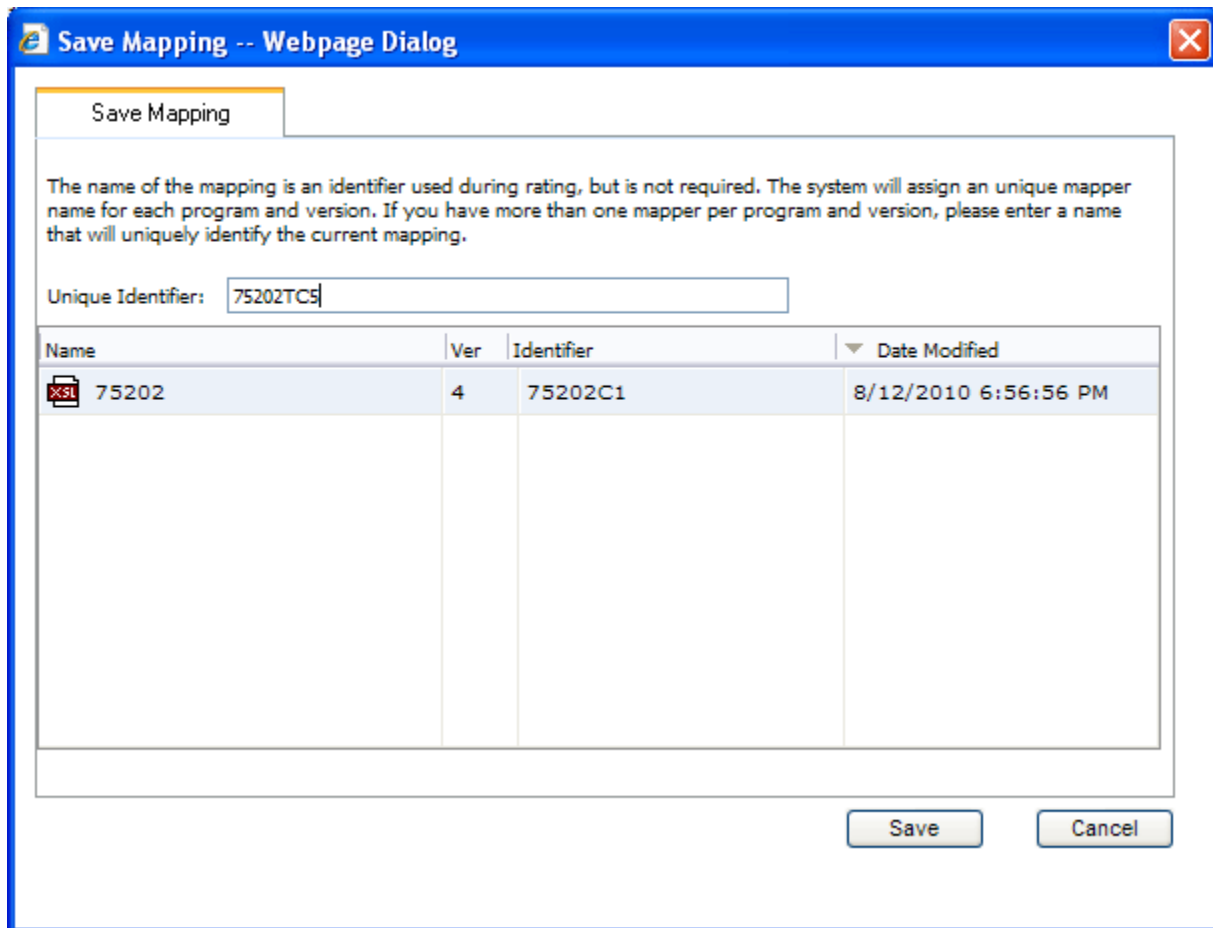 Save Mapping -- Webpage Dialog
Save Mapping
The name of the mapping is an identifier used during rating, but is not required. The system will assign an unique mapper
name for each program and version. If you have more than one mapper per program and version, please enter a name
that will uniquely identify the current mapping.
Unique Identifier: 75202TC5
Name Ver Identifier Date Modified
XSL 75202 4 75202C1 8/12/2010 6:56:56 PM
Save Cancel